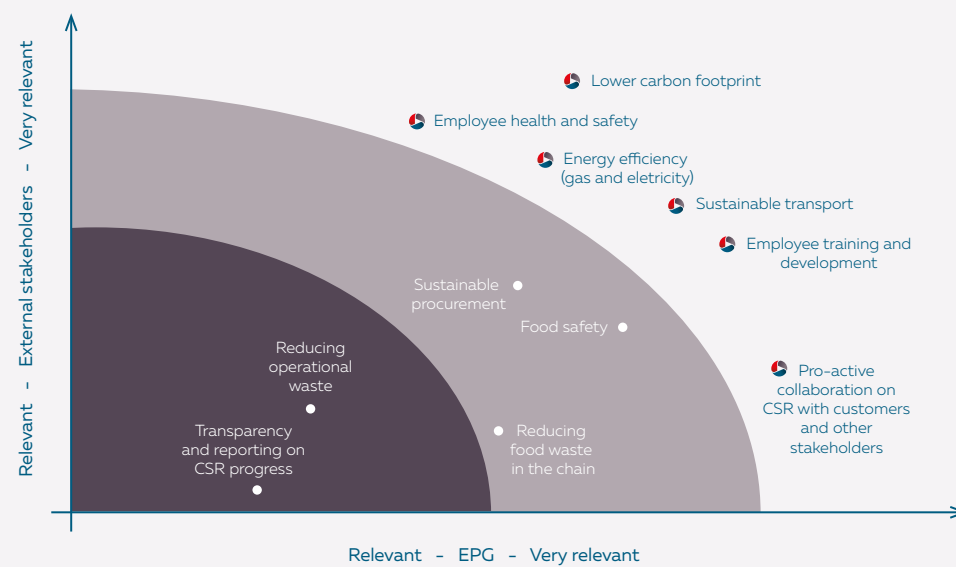 Relevant - External stakeholders - Very relevant
Lower carbon footprint
Employee health and safety
Energy efficiency
(gas and eletricity)
Sustainable transport
Employee training and
development
Sustainable
procurement
Food safety
Reducing
operational
waste
Pro-active
collaboration on
CSR with customers
and other
stakeholders
Transparency
and reporting on
CSR progress
Reducing
food waste
in the chain
Relevant - EPG - Very relevant